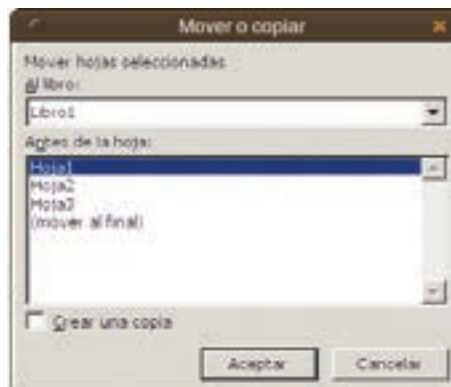 Mover o copiar
Mover hojas seleccionadas
Al libro:
Libro1
Antes de la hoja:
Hoja1
Hoja2
Hoja3
(mover al final)
Crear una copia
Aceptar
Cancelar